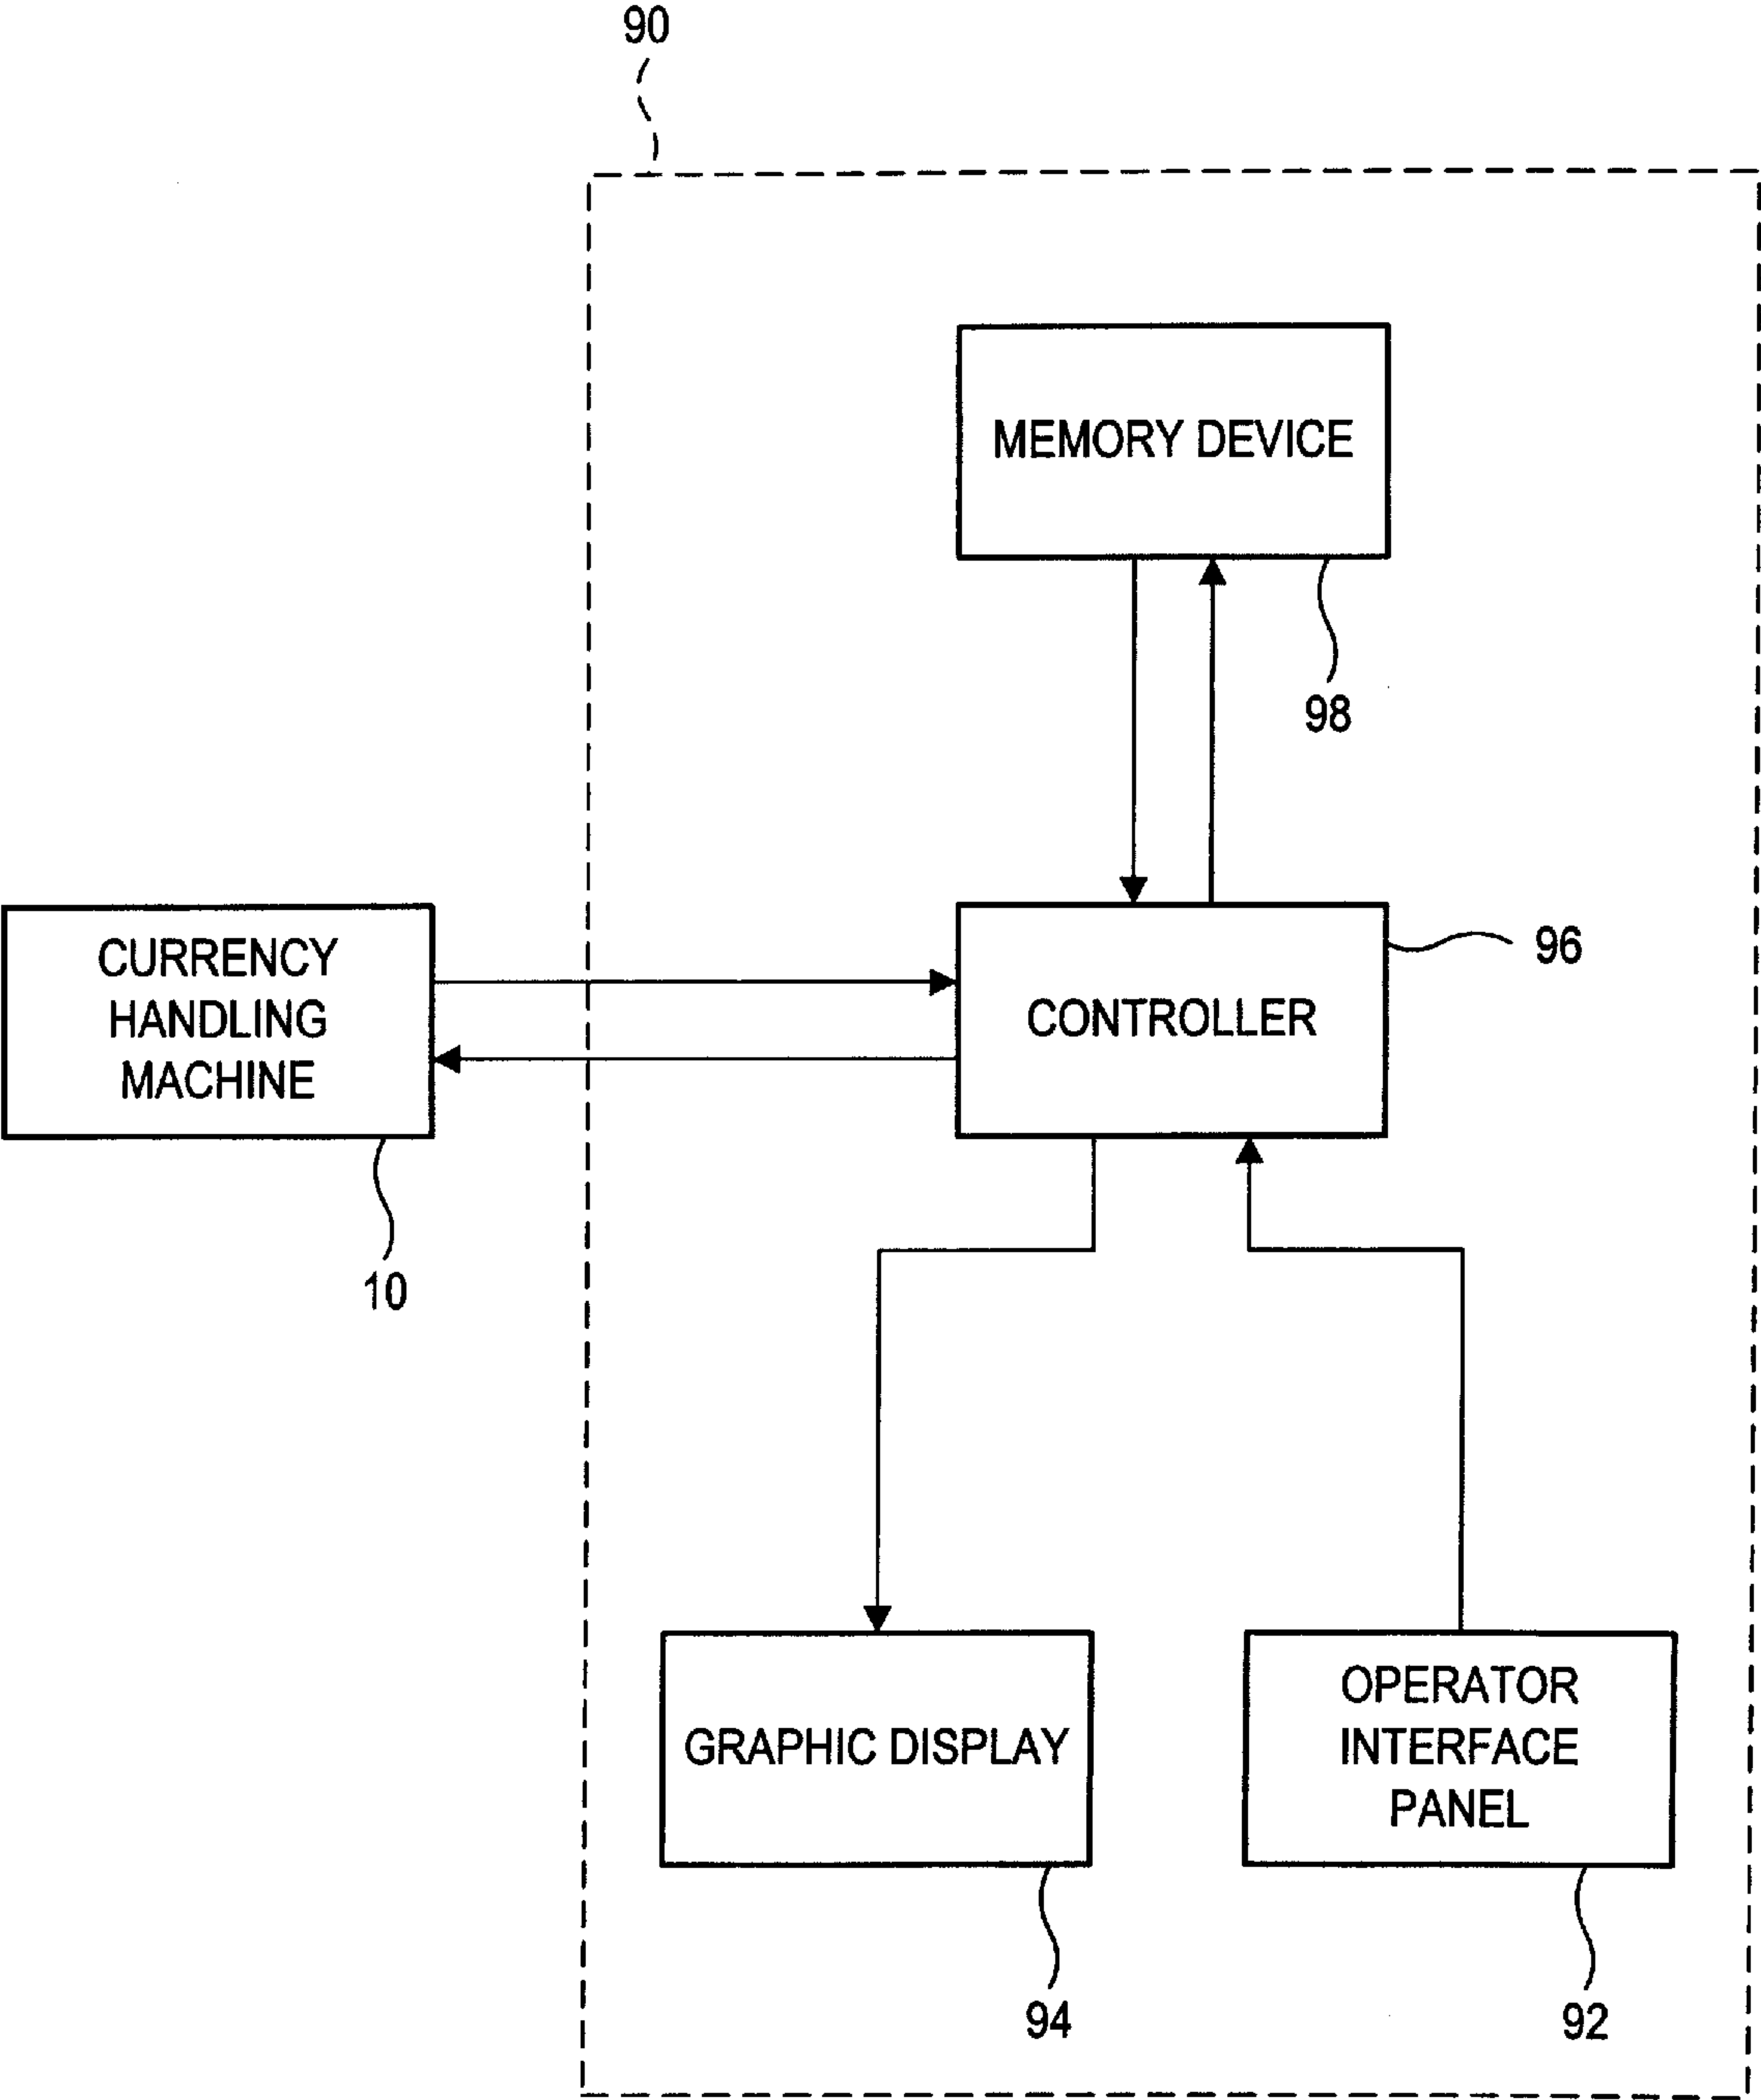 90
MEMORY DEVICE
98
CURRENCY
HANDLING
MACHINE
10
CONTROLLER
96
GRAPHIC DISPLAY
94
OPERATOR
INTERFACE
PANEL
92